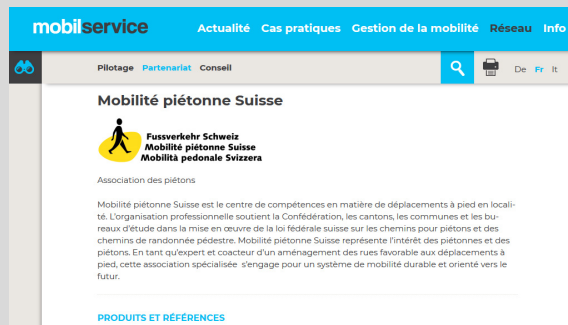 mobilservice
Actualité Cas pratiques Gestion de la mobilité Réseau Info
Pilotage Partenariat Conseil
De Fr It
Mobilité piétonne Suisse
Fussverkehr Schweiz
Mobilité piétonne Suisse
Mobilità pedonale Svizzera
Association des piétons
Mobilité piétonne Suisse est le centre de compétences en matière de déplacements à pied en locali-
té. L'organisation professionnelle soutient la Confédération, les cantons, les communes et les bu-
reaux d'étude dans la mise en œuvre de la loi fédérale suisse sur les chemins pour piétons et des
chemins de randonnée pédestre. Mobilité piétonne Suisse représente l'intérêt des piétonnes et des
piétons. En tant qu'expert et coacteur d'un aménagement des rues favorable aux déplacements à
pied, cette association spécialisée s'engage pour un système de mobilité durable et orienté vers le
futur.
PRODUITS ET RÉFÉRENCES